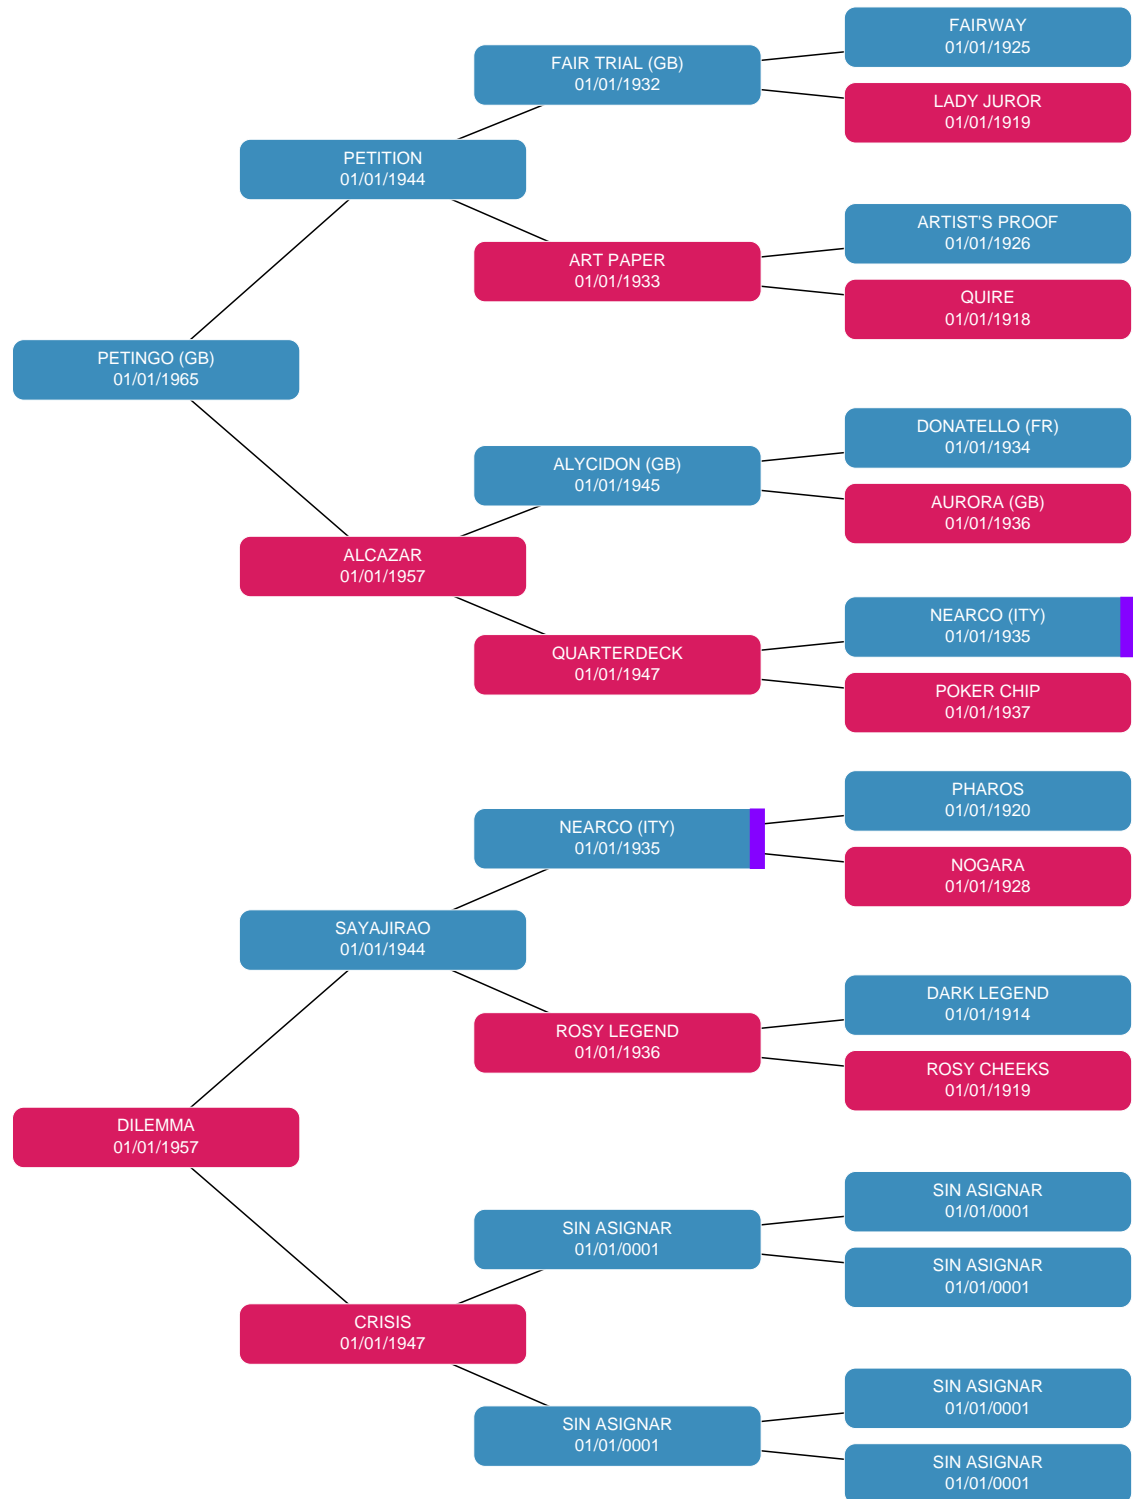 FAIRWAY
01/01/1925
FAIR TRIAL (GB)
01/01/1932
LADY JUROR
01/01/1919
PETITION
01/01/1944
ARTIST'S PROOF
01/01/1926
ART PAPER
01/01/1933
QUIRE
01/01/1918
PETINGO (GB)
01/01/1965
DONATELLO (FR)
01/01/1934
ALYCIDON (GB)
01/01/1945
AURORA (GB)
01/01/1936
ALCAZAR
01/01/1957
NEARCO (ITY)
01/01/1935
QUARTERDECK
01/01/1947
POKER CHIP
01/01/1937
PHAROS
01/01/1920
NEARCO (ITY)
01/01/1935
NOGARA
01/01/1928
SAYAJIRAO
01/01/1944
DARK LEGEND
01/01/1914
ROSY LEGEND
01/01/1936
ROSY CHEEKS
01/01/1919
DILEMMA
01/01/1957
SIN ASIGNAR
01/01/0001
SIN ASIGNAR
01/01/0001
SIN ASIGNAR
01/01/0001
CRISIS
01/01/1947
SIN ASIGNAR
01/01/0001
SIN ASIGNAR
01/01/0001
SIN ASIGNAR
01/01/0001